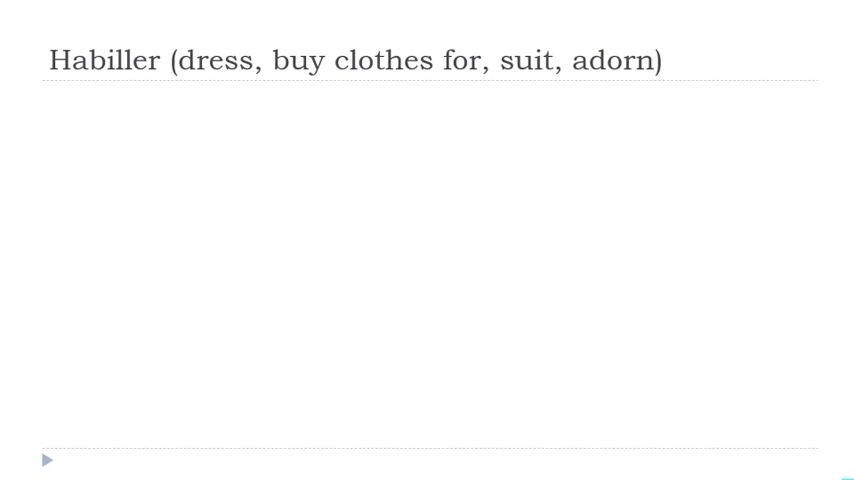 Habiller (dress, buy clothes for, suit, adorn)